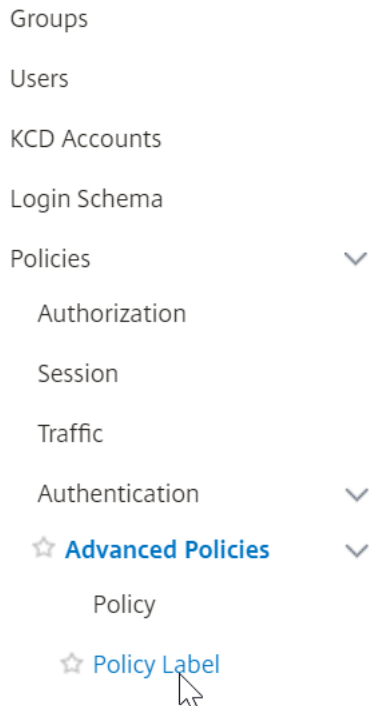 Groups
Users
KCD Accounts
Login Schema
Policies
Authorization
Session
Traffic
Authentication
Advanced Policies
Policy
Policy Label